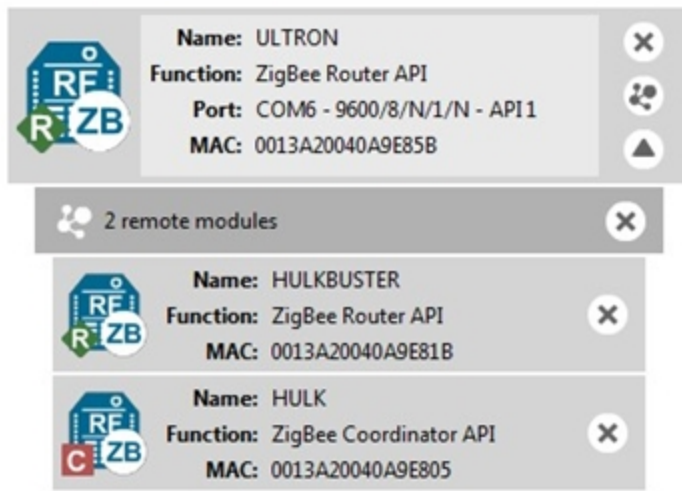 RF
R ZB
Name: ULTRON
Function: ZigBee Router API
Port: COM6 - 9600/8/N/1/N - API 1
MAC: 0013A20040A9E85B
2 remote modules
RF
R ZB
Name: HULKBUSTER
Function: ZigBee Router API
MAC: 0013A20040A9E81B
RF
C ZB
Name: HULK
Function: ZigBee Coordinator API
MAC: 0013A20040A9E805